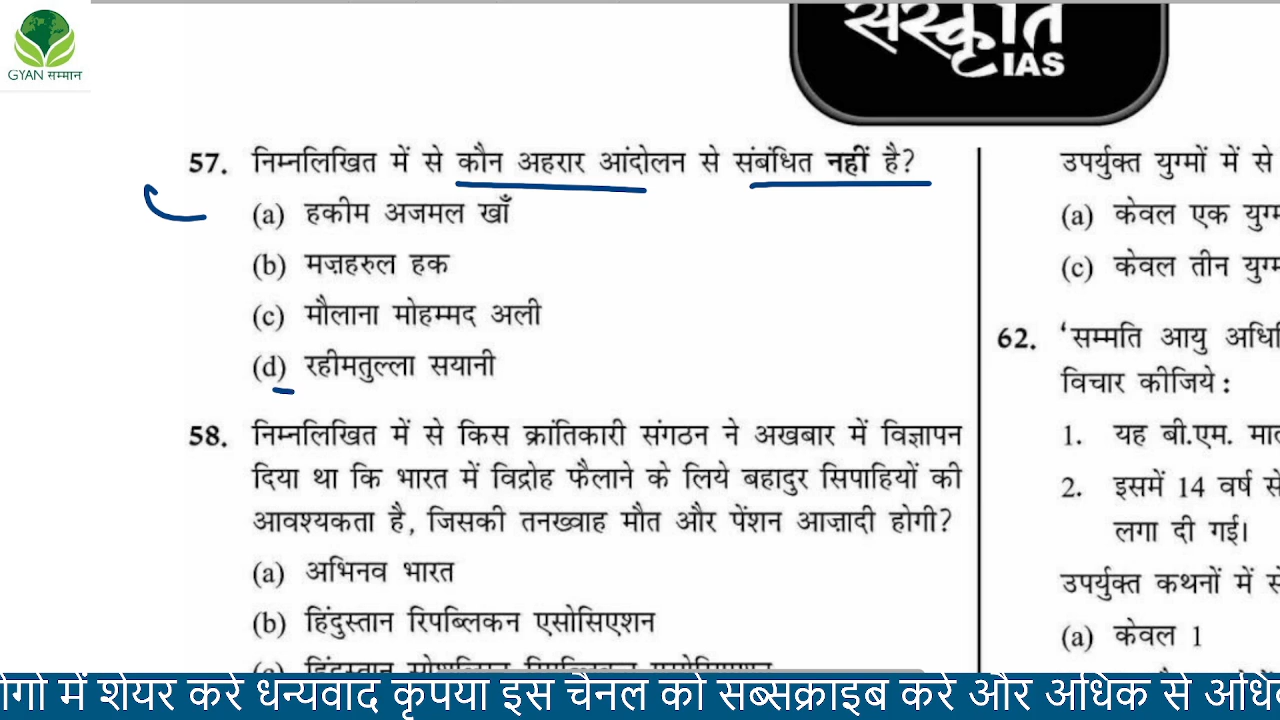 GYAN सम्मान
संस्कृति
IAS
57. निम्नलिखित में से कौन अहरार आंदोलन से संबंधित नहीं है?
(a) हकीम अजमल खाँ
(b) मज़हरुल हक
(c) मौलाना मोहम्मद अली
(d) रहीमतुल्ला सयानी
58. निम्नलिखित में से किस क्रांतिकारी संगठन ने अखबार में विज्ञापन
दिया था कि भारत में विद्रोह फैलाने के लिये बहादुर सिपाहियों की
आवश्यकता है, जिसकी तनख्वाह मौत और पेंशन आज़ादी होगी?
(a) अभिनव भारत
(b) हिंदुस्तान रिपब्लिकन एसोसिएशन
उपर्युक्त युग्मों में से
(a) केवल एक
(c) केवल तीन
62. 'सम्मति आयु
विचार कीजिये :
1. यह बी.एम.
2. इसमें 14 वर्ष
लगा दी गई।
उपर्युक्त कथनों में
(a) केवल 1
में शेयर करे धन्यवाद कृपया इस चैनल को सब्सक्राइब करे और अधिक से